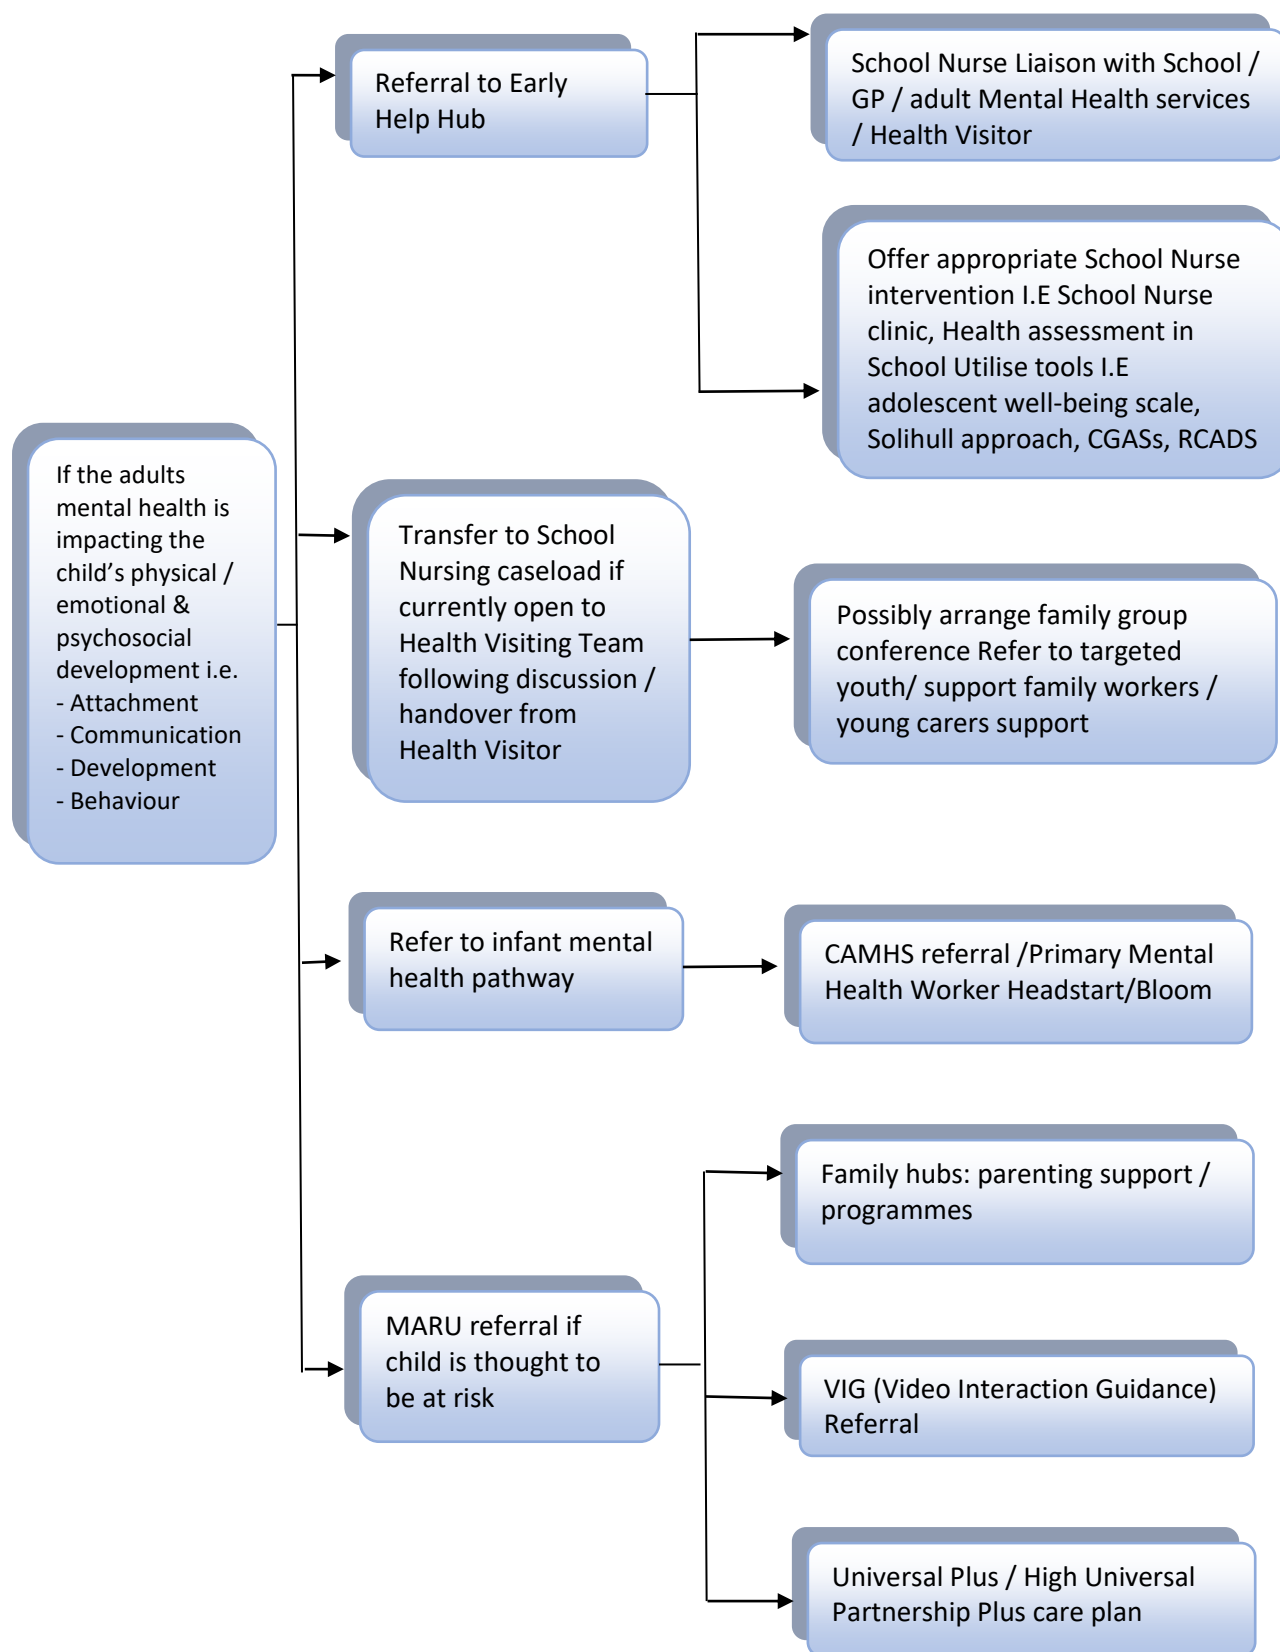 If the adults
mental health is
impacting the
child’s physical /
emotional &
psychosocial
development i.e.
- Attachment
- Communication
- Development
- Behaviour
Referral to Early
Help Hub
School Nurse Liaison with School /
GP / adult Mental Health services
/ Health Visitor
Offer appropriate School Nurse
intervention I.E School Nurse
clinic, Health assessment in
School Utilise tools I.E
adolescent well-being scale,
Solihull approach, CGASs, RCADS
Transfer to School
Nursing caseload if
currently open to
Health Visiting Team
following discussion /
handover from
Health Visitor
Possibly arrange family group
conference Refer to targeted
youth/ support family workers /
young carers support
Refer to infant mental
health pathway
CAMHS referral /Primary Mental
Health Worker Headstart/Bloom
MARU referral if
child is thought to
be at risk
Family hubs: parenting support /
programmes
VIG (Video Interaction Guidance)
Referral
Universal Plus / High Universal
Partnership Plus care plan